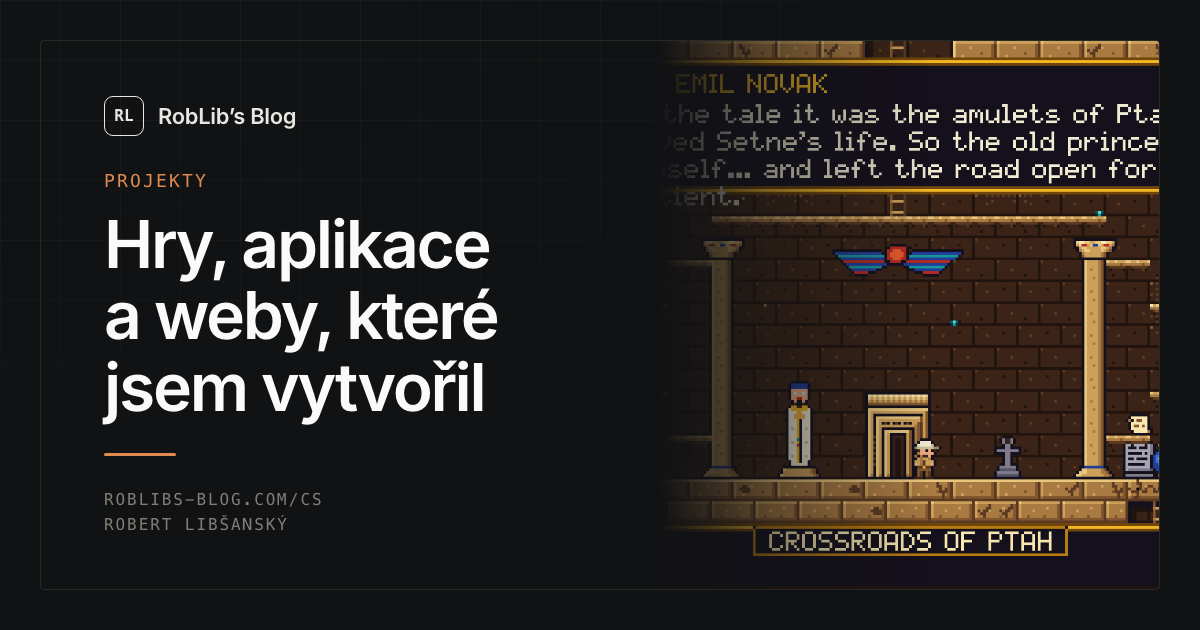 RL RobLib’s Blog
PROJEKTY
Hry, aplikace
a weby, které
jsem vytvořil
ROBLIBS-BLOG.COM/CS
ROBERT LIBŠANSKÝ
EMIL NOVAK
the tale it was the amulets of
Setne’s life. So the old prince
and left the road open for
CROSSROADS OF PTAH